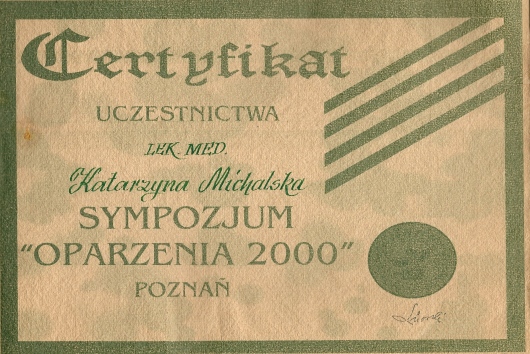 Certyfikat
UCZESTNICTWA
LEK MED.
Katarzyna Michalska
SYMPOZJUM
"OPARZENIA 2000"
POZNAŃ